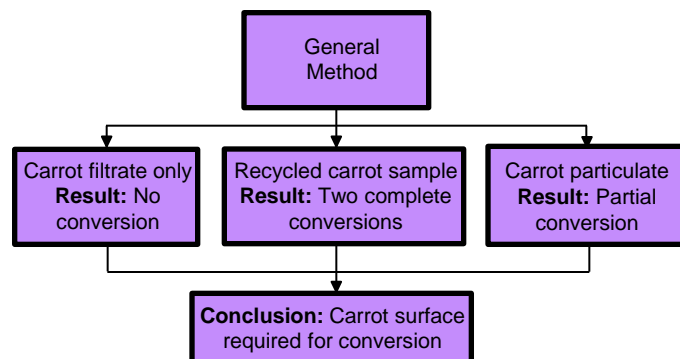 General
Method
Carrot filtrate only
Result: No
conversion
Recycled carrot sample
Result: Two complete
conversions
Carrot particulate
Result: Partial
conversion
Conclusion: Carrot surface
required for conversion